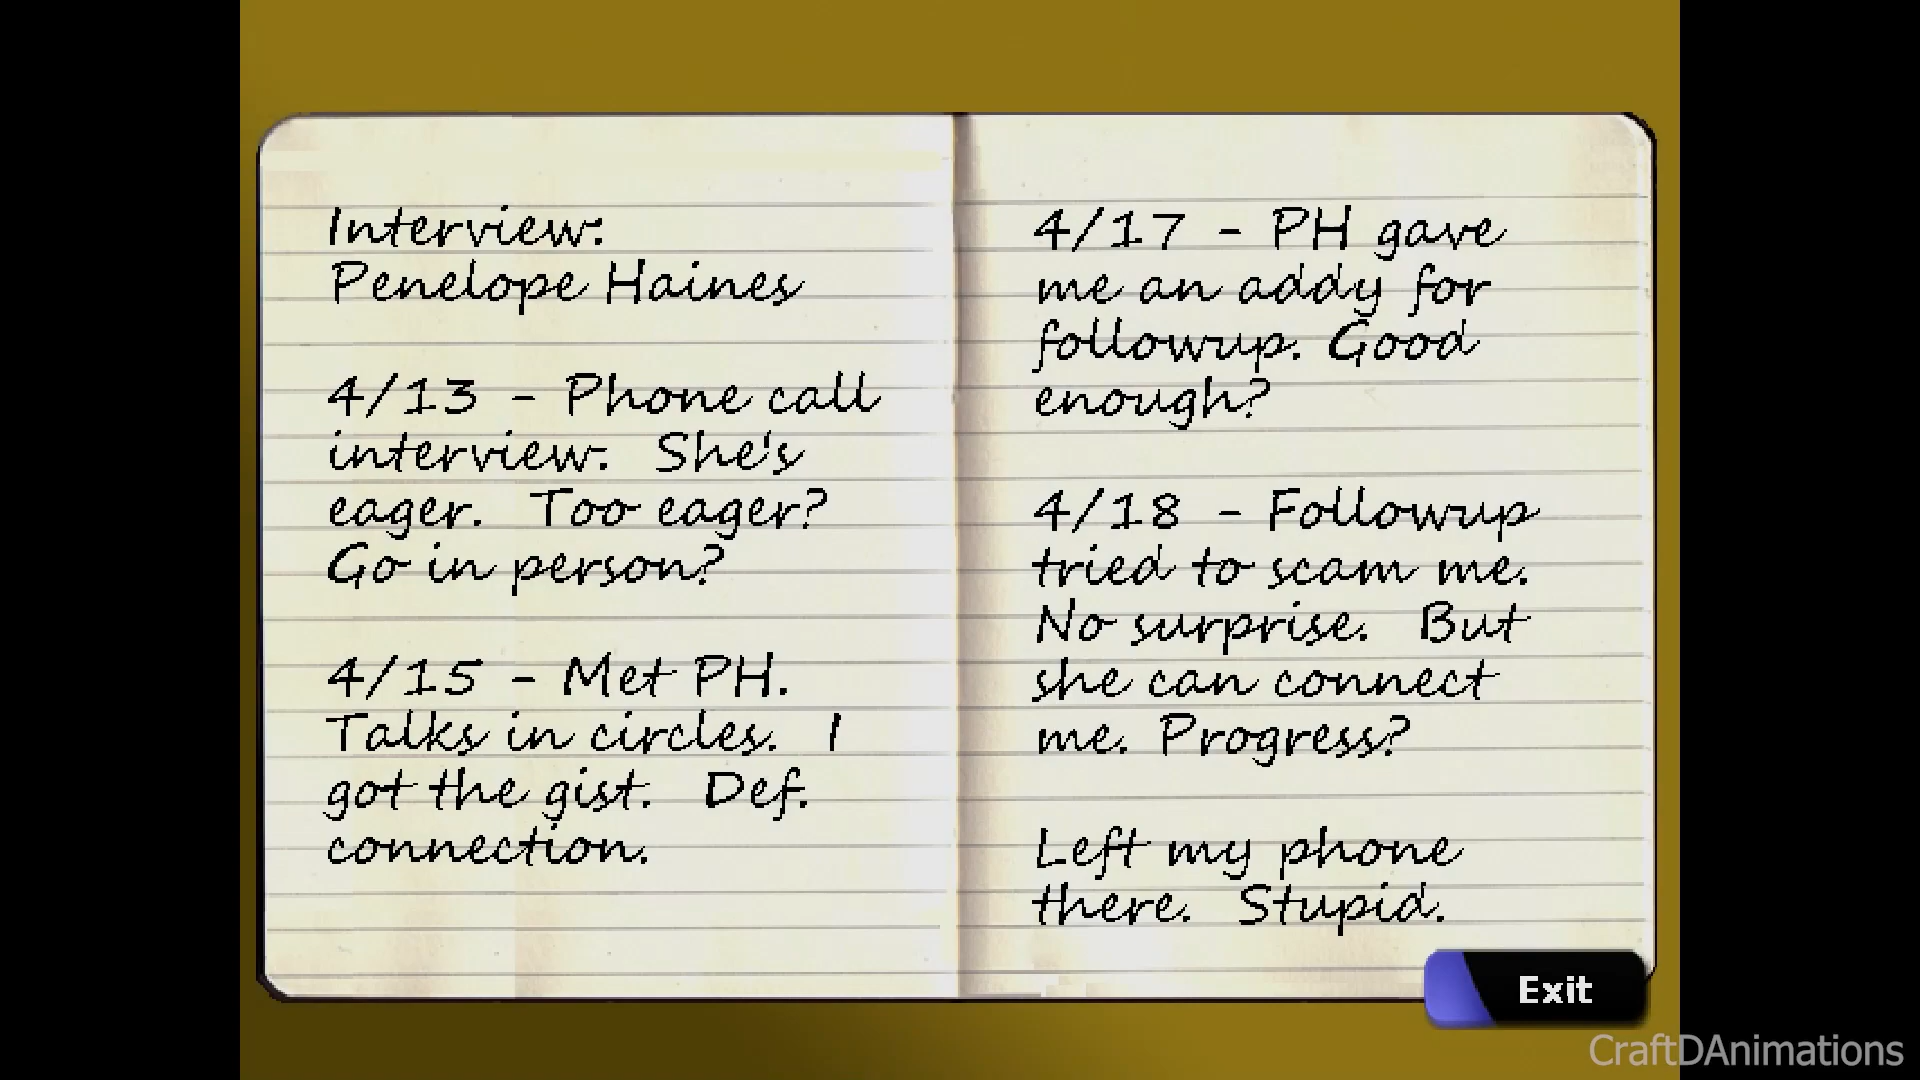 Interview:
Penelope Haines
4/13 - Phone call
interview. She's
eager. Too eager?
Go in person?
4/15 - Met PH.
Talks in circles. I
got the gist. Def.
connection.
4/17 - PH gave
me an addy for
followup. Good
enough?
4/18 - Followup
tried to scam me.
No surprise. But
she can connect
me. Progress?
Left my phone
there. Stupid.
Exit
CraftDAnimations